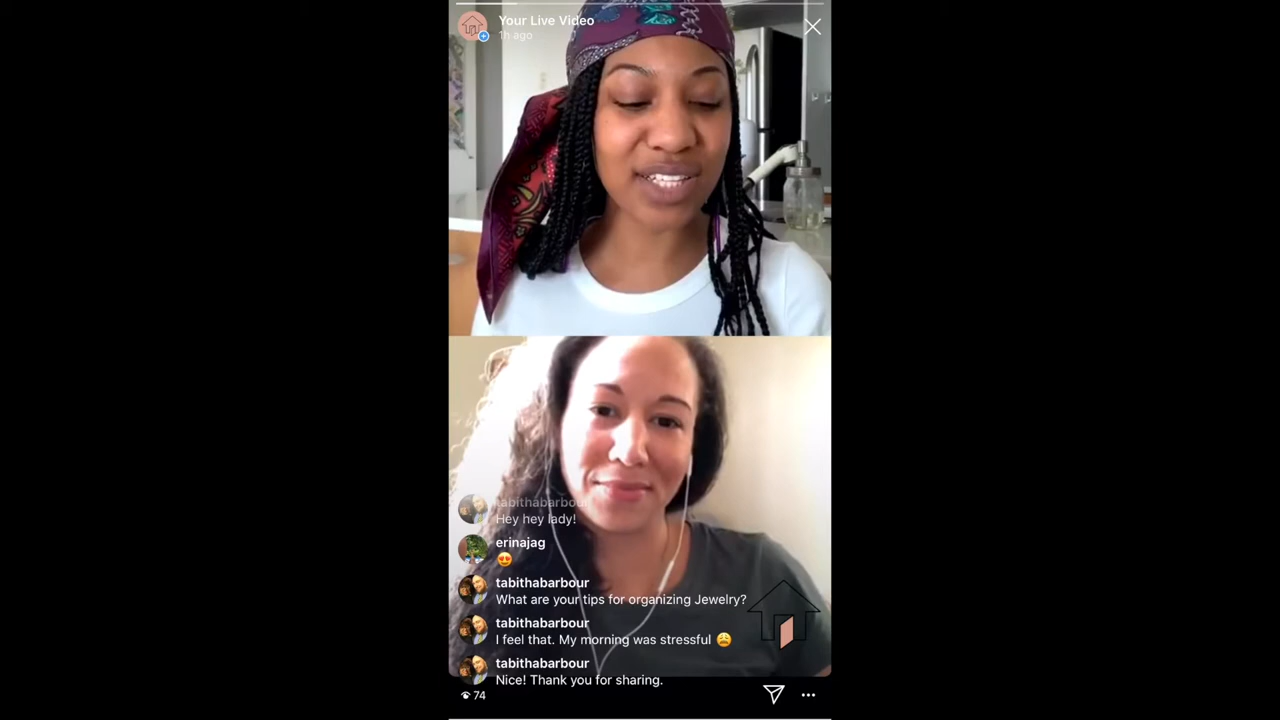 Your Live Video
1h ago
tabithabarbour
Hey hey lady!
erinajag
😍
tabithabarbour
What are your tips for organizing Jewelry?
tabithabarbour
I feel that. My morning was stressful 😩
tabithabarbour
Nice! Thank you for sharing.
74